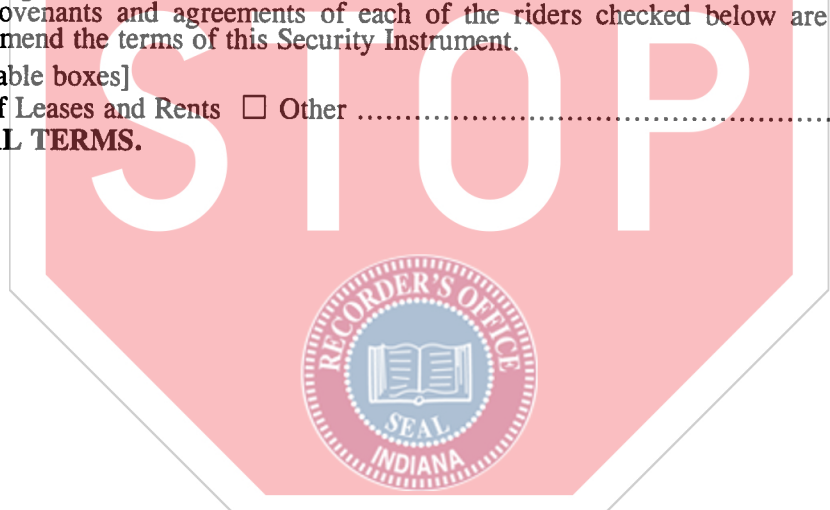 ovenants and agreements of each of the riders checked below are
mend the terms of this Security Instrument.
able boxes]
f Leases and Rents ☐ Other ..........................................................
L TERMS.
STOP
RECORDER'S OFFICE
SEAL
INDIANA